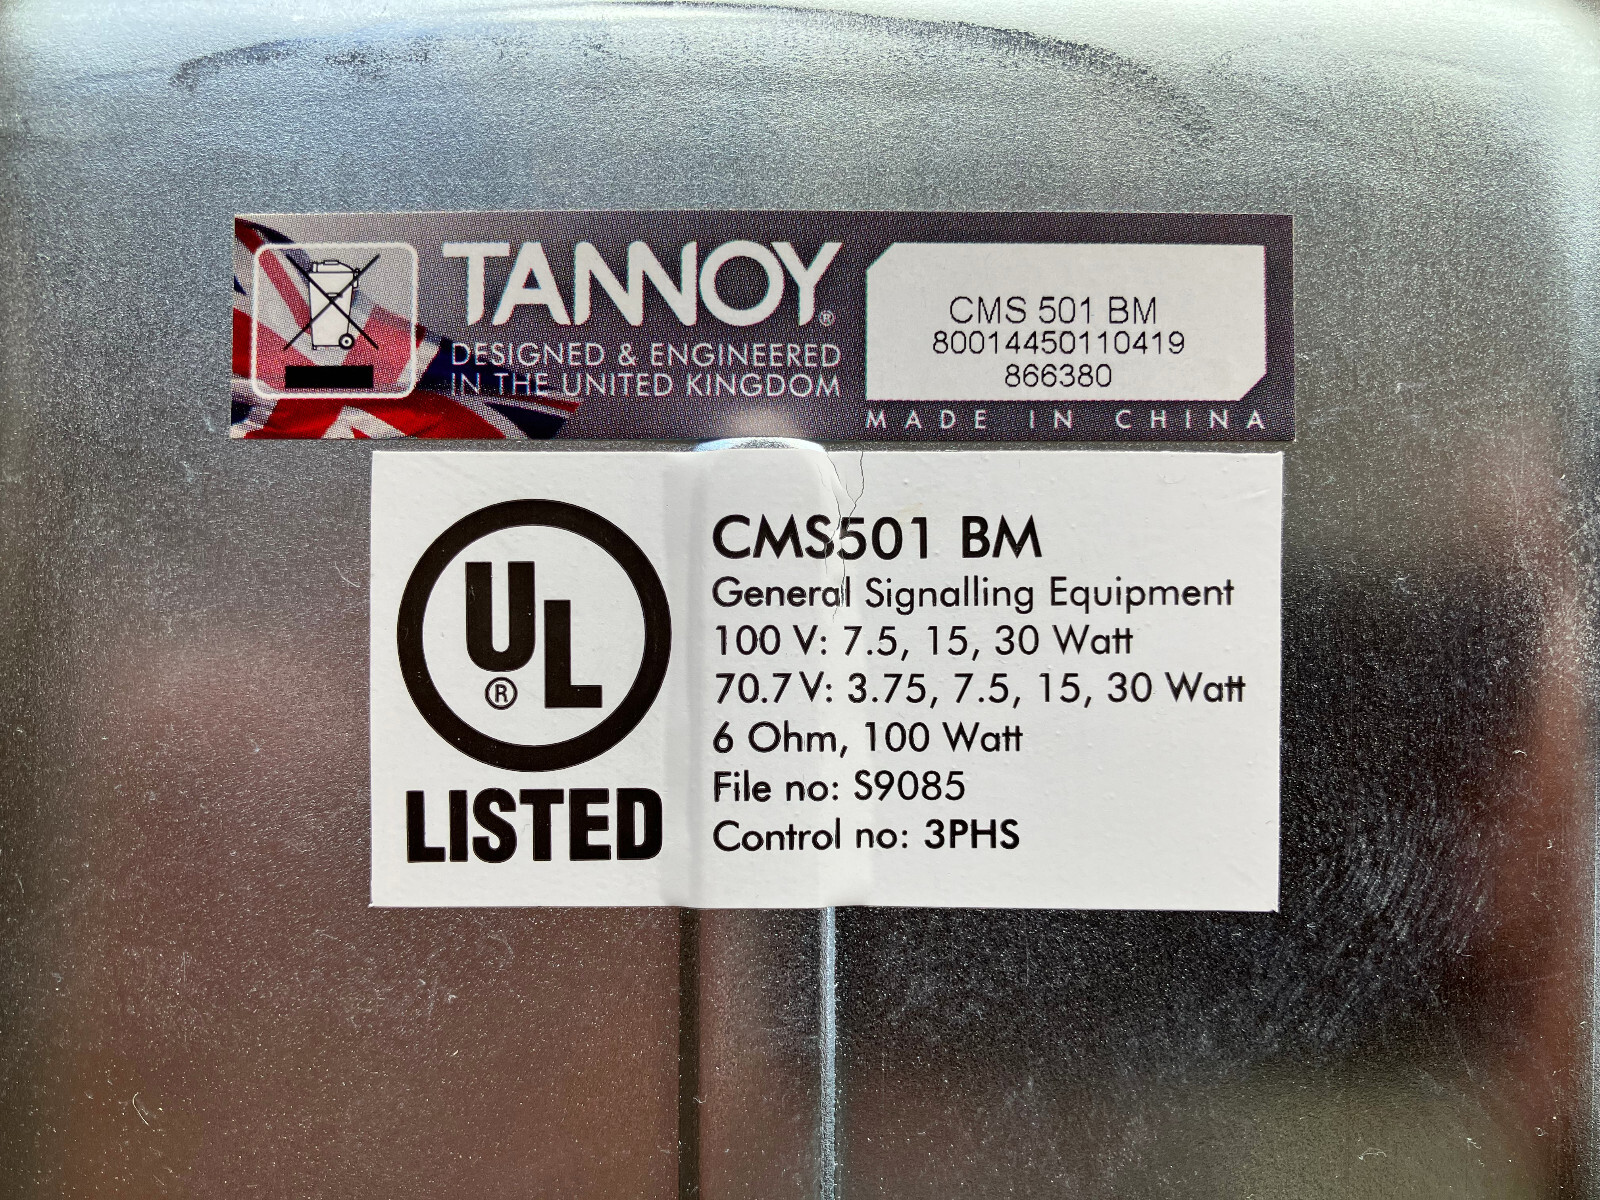 TANNOY®
DESIGNED & ENGINEERED
IN THE UNITED KINGDOM
CMS 501 BM
80014450110419
866380
MADE IN CHINA
UL®
LISTED
CMS501 BM
General Signalling Equipment
100 V: 7.5, 15, 30 Watt
70.7V: 3.75, 7.5, 15, 30 Watt
6 Ohm, 100 Watt
File no: S9085
Control no: 3PHS